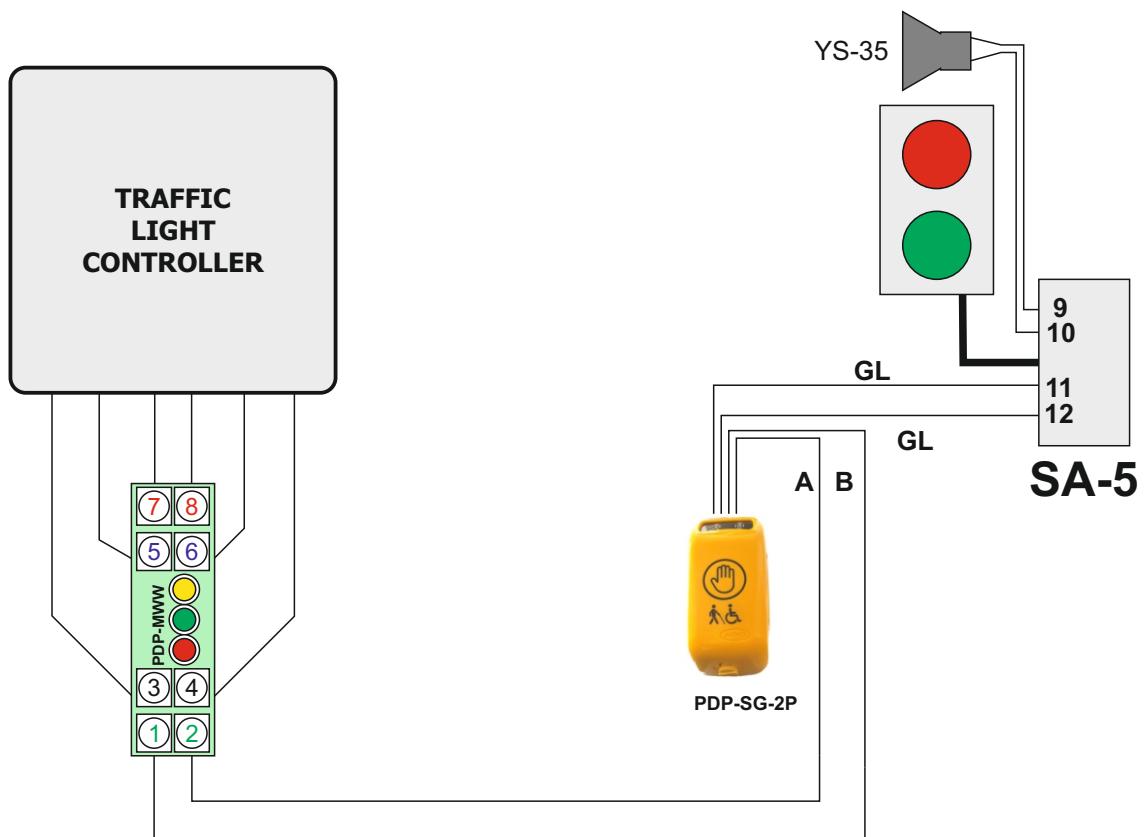 YS-35
TRAFFIC
LIGHT
CONTROLLER
9
10
GL
11
12
GL
SA-5
A B
7 8
5 6
PDP-MWW
3 4
1 2
PDP-SG-2P